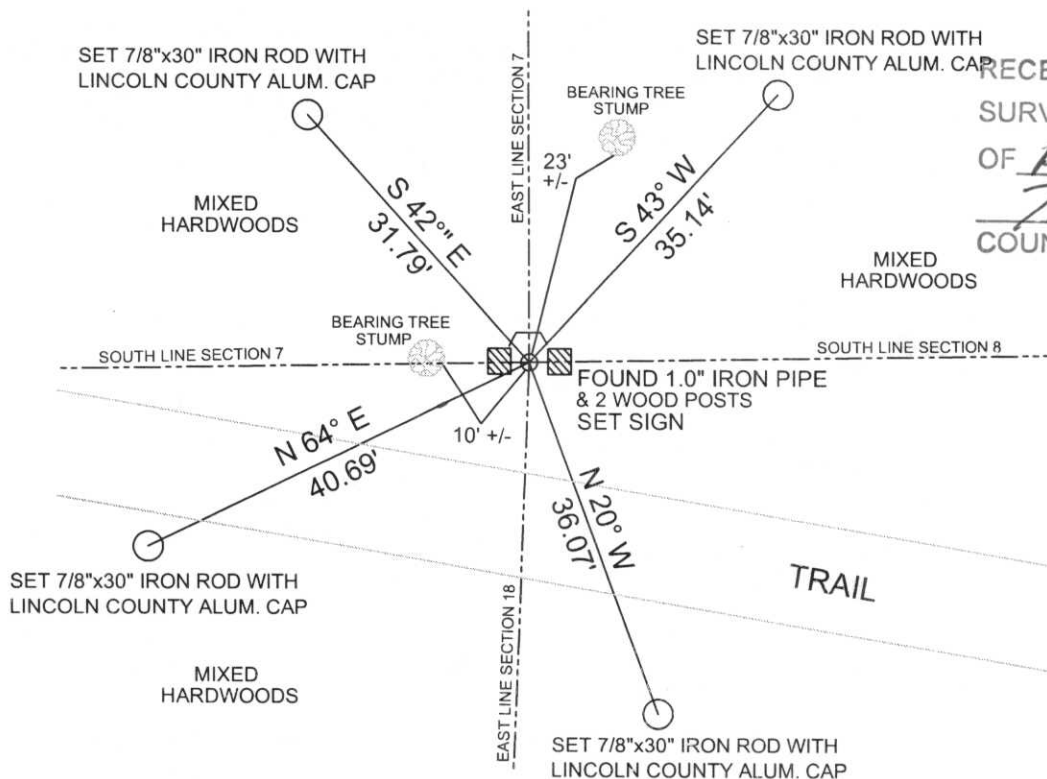 SET 7/8"x30" IRON ROD WITH
LINCOLN COUNTY ALUM. CAP
EAST LINE SECTION 7
BEARING TREE
STUMP
SET 7/8"x30" IRON ROD WITH
LINCOLN COUNTY ALUM. CAP
SURV
OF
COUN
MIXED
HARDWOODS
S 42°" E
31.79'
23'
+/-
S 43° W
35.14'
MIXED
HARDWOODS
BEARING TREE
STUMP
SOUTH LINE SECTION 7
SOUTH LINE SECTION 8
FOUND 1.0" IRON PIPE
& 2 WOOD POSTS
SET SIGN
N 64° E
40.69'
10' +/-
N 20° W
36.07'
TRAIL
SET 7/8"x30" IRON ROD WITH
LINCOLN COUNTY ALUM. CAP
EAST LINE SECTION 18
MIXED
HARDWOODS
SET 7/8"x30" IRON ROD WITH
LINCOLN COUNTY ALUM. CAP